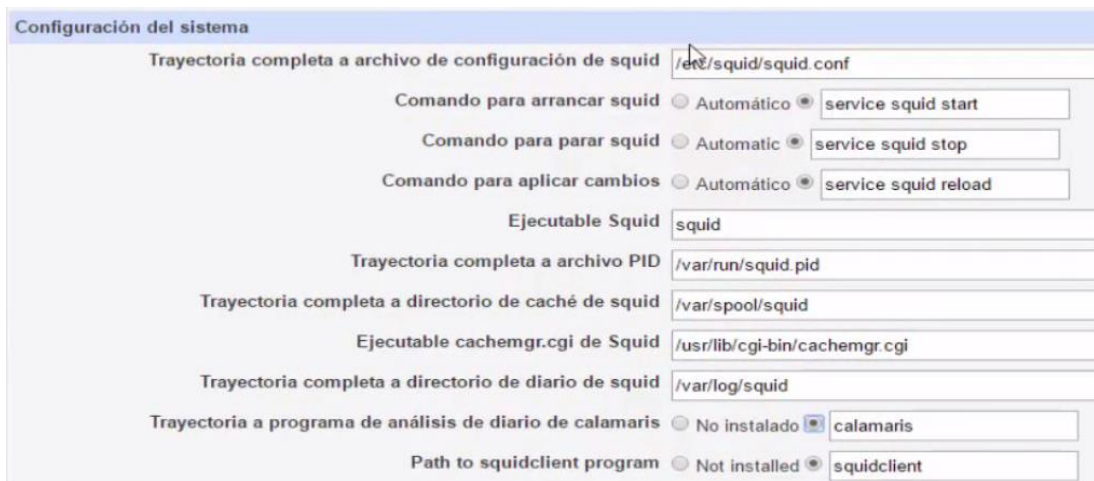 Configuración del sistema
Trayectoria completa a archivo de configuración de squid /etc/squid/squid.conf
Comando para arrancar squid Automático service squid start
Comando para parar squid Automatic service squid stop
Comando para aplicar cambios Automático service squid reload
Ejecutable Squid squid
Trayectoria completa a archivo PID /var/run/squid.pid
Trayectoria completa a directorio de caché de squid /var/spool/squid
Ejecutable cachemgr.cgi de Squid /usr/lib/cgi-bin/cachemgr.cgi
Trayectoria completa a directorio de diario de squid /var/log/squid
Trayectoria a programa de análisis de diario de calamaris No instalado calamaris
Path to squidclient program Not installed squidclient